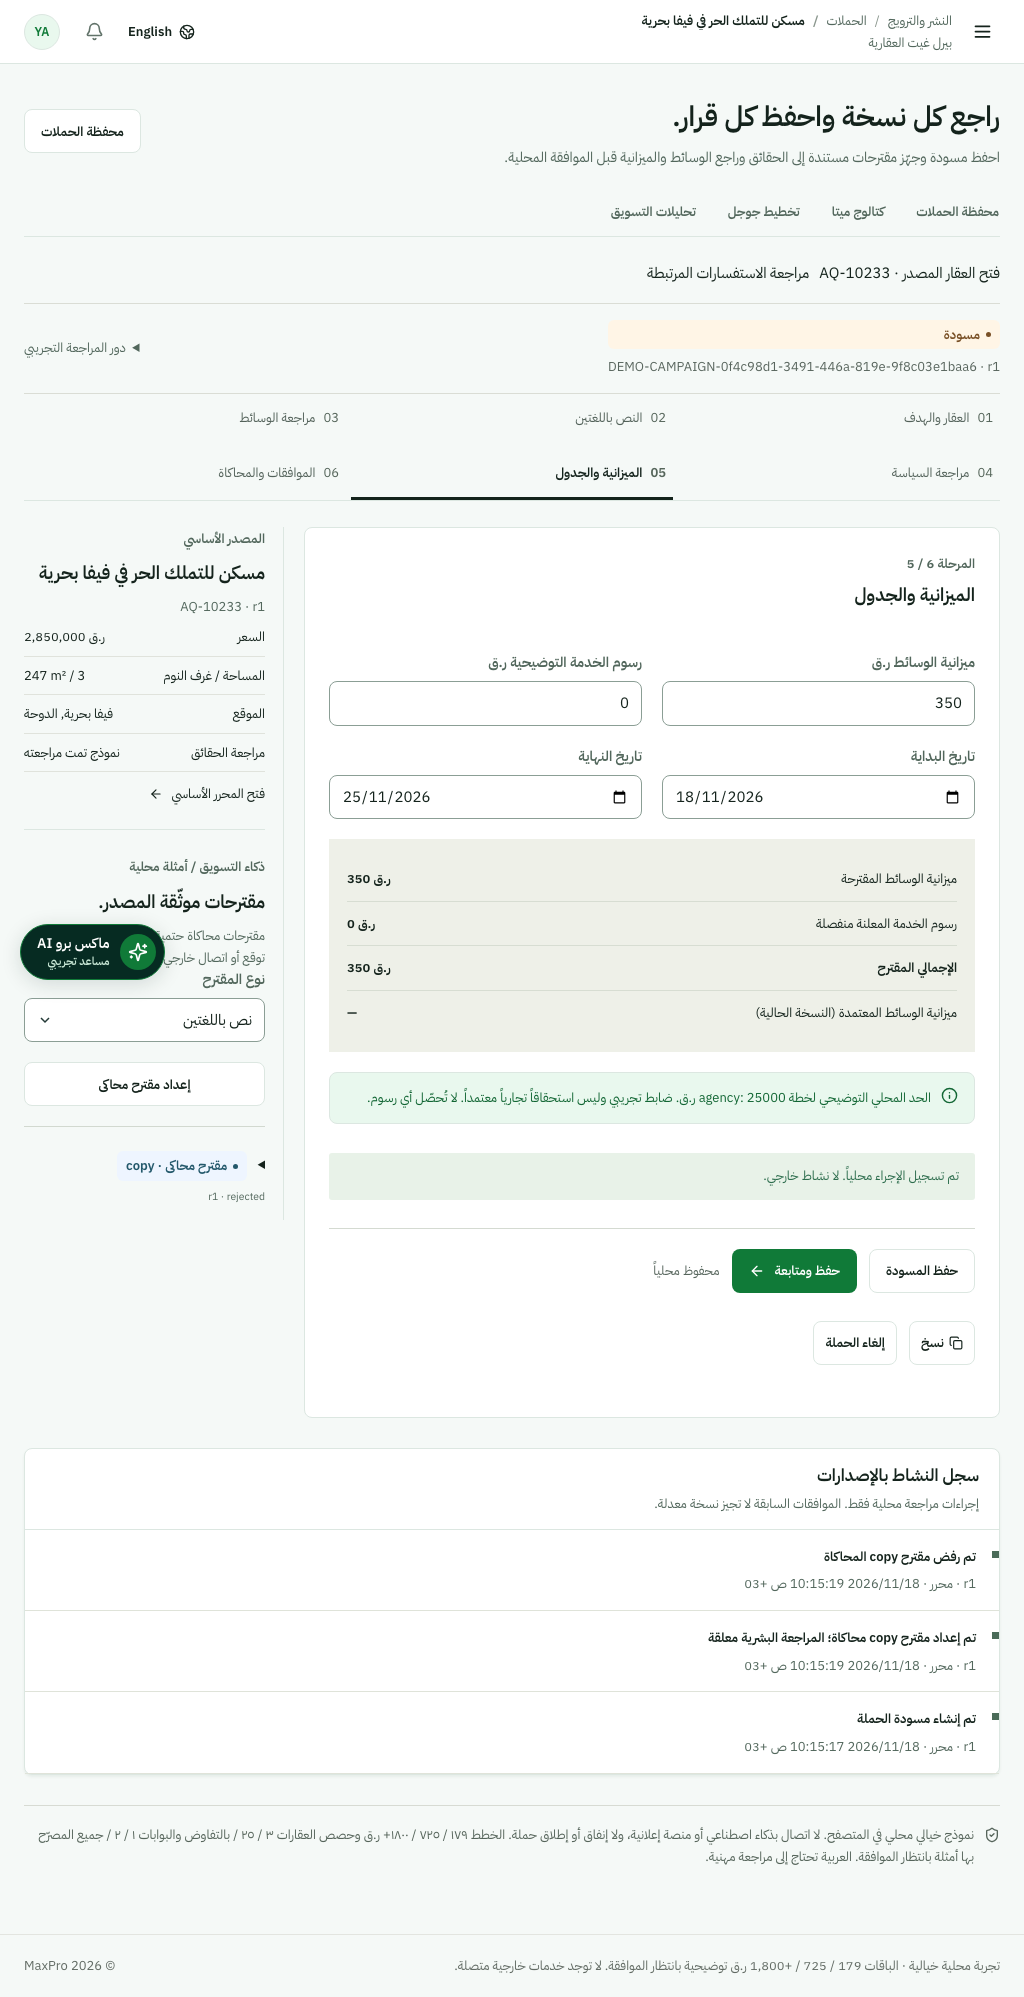 النشر والترويج / الحملات / مسكن للتملك الحر في فيفا بحرية
بيرل غيت العقارية
English
YA
راجع كل نسخة واحفظ كل قرار.
احفظ مسودة وجهّز مقترحات مستندة إلى الحقائق وراجع الوسائط والميزانية قبل الموافقة المحلية.
محفظة الحملات
محفظة الحملات
كتالوج ميتا
تخطيط جوجل
تحليلات التسويق
فتح العقار المصدر · AQ-10233 مراجعة الاستفسارات المرتبطة
مسودة
DEMO-CAMPAIGN-0f4c98d1-3491-446a-819e-9f8c03e1baa6 · r1
دور المراجعة التجريبي
01 العقار والهدف
02 النص باللغتين
03 مراجعة الوسائط
04 مراجعة السياسة
05 الميزانية والجدول
06 الموافقات والمحاكاة
المرحلة 6 / 5
الميزانية والجدول
ميزانية الوسائط ر.ق
350
رسوم الخدمة التوضيحية ر.ق
0
تاريخ البداية
18/11/2026
تاريخ النهاية
25/11/2026
ميزانية الوسائط المقترحة
350 ر.ق
رسوم الخدمة المعلنة منفصلة
0 ر.ق
الإجمالي المقترح
350 ر.ق
ميزانية الوسائط المعتمدة (النسخة الحالية)
—
الحد المحلي التوضيحي لخطة agency: 25000 ر.ق. ضابط تجريبي وليس استحقاقاً تجارياً معتمداً. لا تُحصّل أي رسوم.
تم تسجيل الإجراء محلياً. لا نشاط خارجي.
حفظ المسودة
حفظ ومتابعة
محفوظ محلياً
نسخ
إلغاء الحملة
المصدر الأساسي
مسكن للتملك الحر في فيفا بحرية
AQ-10233 · r1
السعر
2,850,000 ر.ق
المساحة / غرف النوم
247 m² / 3
الموقع
فيفا بحرية, الدوحة
مراجعة الحقائق
نموذج تمت مراجعته
فتح المحرر الأساسي
ذكاء التسويق / أمثلة محلية
مقترحات موثّقة المصدر.
مقترحات محاكاة حتمية
توقع أو اتصال خارجي
ماكس برو AI
مساعد تجريبي
نوع المقترح
نص باللغتين
إعداد مقترح محاكى
مقترح محاكى · copy
r1 · rejected
سجل النشاط بالإصدارات
إجراءات مراجعة محلية فقط. الموافقات السابقة لا تجيز نسخة معدلة.
تم رفض مقترح copy المحاكاة
r1 · محرر · 2026/11/18 10:15:19 ص +03
تم إعداد مقترح copy محاكاة؛ المراجعة البشرية معلقة
r1 · محرر · 2026/11/18 10:15:19 ص +03
تم إنشاء مسودة الحملة
r1 · محرر · 2026/11/18 10:15:17 ص +03
نموذج خيالي محلي في المتصفح. لا اتصال بذكاء اصطناعي أو منصة إعلانية، ولا إنفاق أو إطلاق حملة. الخطط ١٧٩ / ٧٢٥ / ١٨٠٠+ ر.ق وحصص العقارات ٣ / ٢٥ / بالتفاوض والبوابات ١ / ٢ / جميع المصرّح
بها أمثلة بانتظار الموافقة. العربية تحتاج إلى مراجعة مهنية.
تجربة محلية خيالية · الباقات 179 / 725 / 1,800+ ر.ق توضيحية بانتظار الموافقة. لا توجد خدمات خارجية متصلة.
© 2026 MaxPro